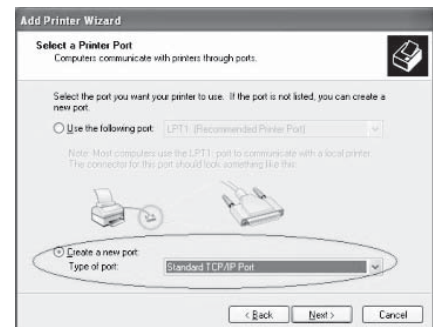 Add Printer Wizard
Select a Printer Port
Computers communicate with printers through ports.
Select the port you want your printer to use. If the port is not listed, you can create a
new port.
Use the following port: LPT1: (Recommended Printer Port)
Note: Most computers use the LPT1: port to communicate with a local printer.
The connector for this port should look something like this:
Create a new port:
Type of port: Standard TCP/IP Port
< Back Next > Cancel